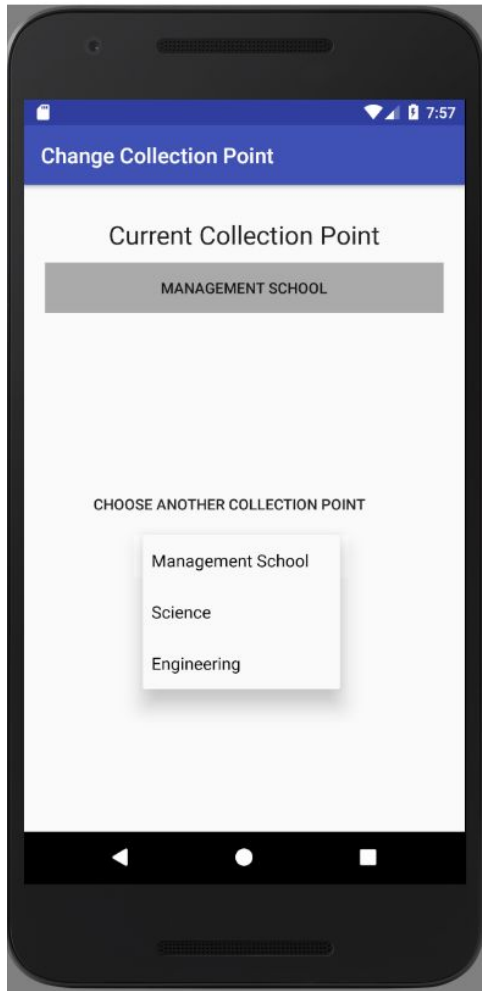 7:57
Change Collection Point
Current Collection Point
MANAGEMENT SCHOOL
CHOOSE ANOTHER COLLECTION POINT
Management School
Science
Engineering